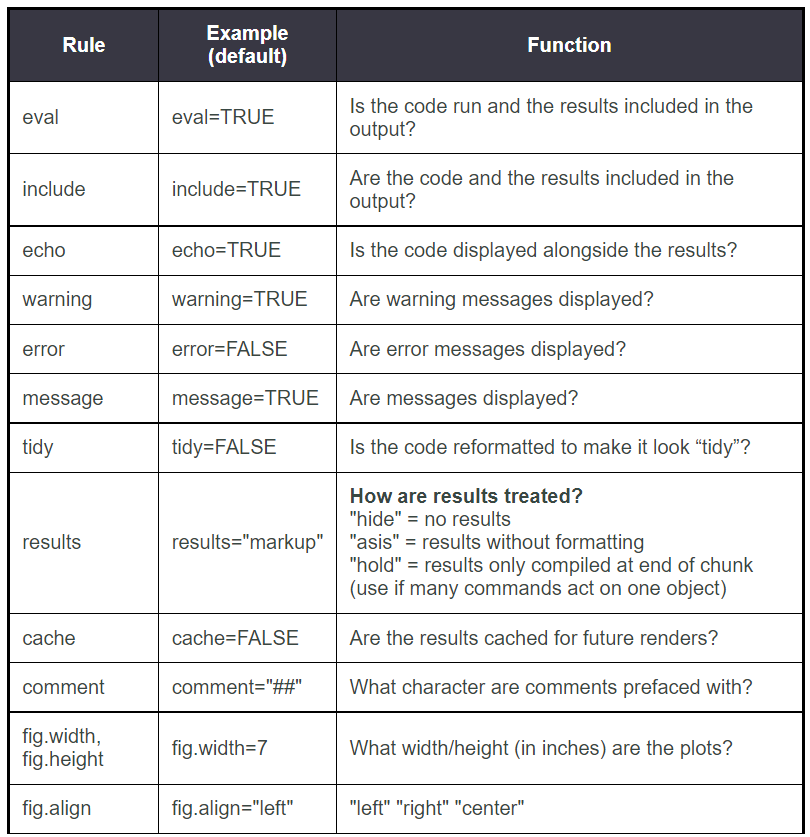 Rule
Example
(default)
Function
eval
eval=TRUE
Is the code run and the results included in the
output?
include
include=TRUE
Are the code and the results included in the
output?
echo
echo=TRUE
Is the code displayed alongside the results?
warning
warning=TRUE
Are warning messages displayed?
error
error=FALSE
Are error messages displayed?
message
message=TRUE
Are messages displayed?
tidy
tidy=FALSE
Is the code reformatted to make it look “tidy”?
results
results="markup"
How are results treated?
"hide" = no results
"asis" = results without formatting
"hold" = results only compiled at end of chunk
(use if many commands act on one object)
cache
cache=FALSE
Are the results cached for future renders?
comment
comment="##"
What character are comments prefaced with?
fig.width,
fig.height
fig.width=7
What width/height (in inches) are the plots?
fig.align
fig.align="left"
"left" "right" "center"